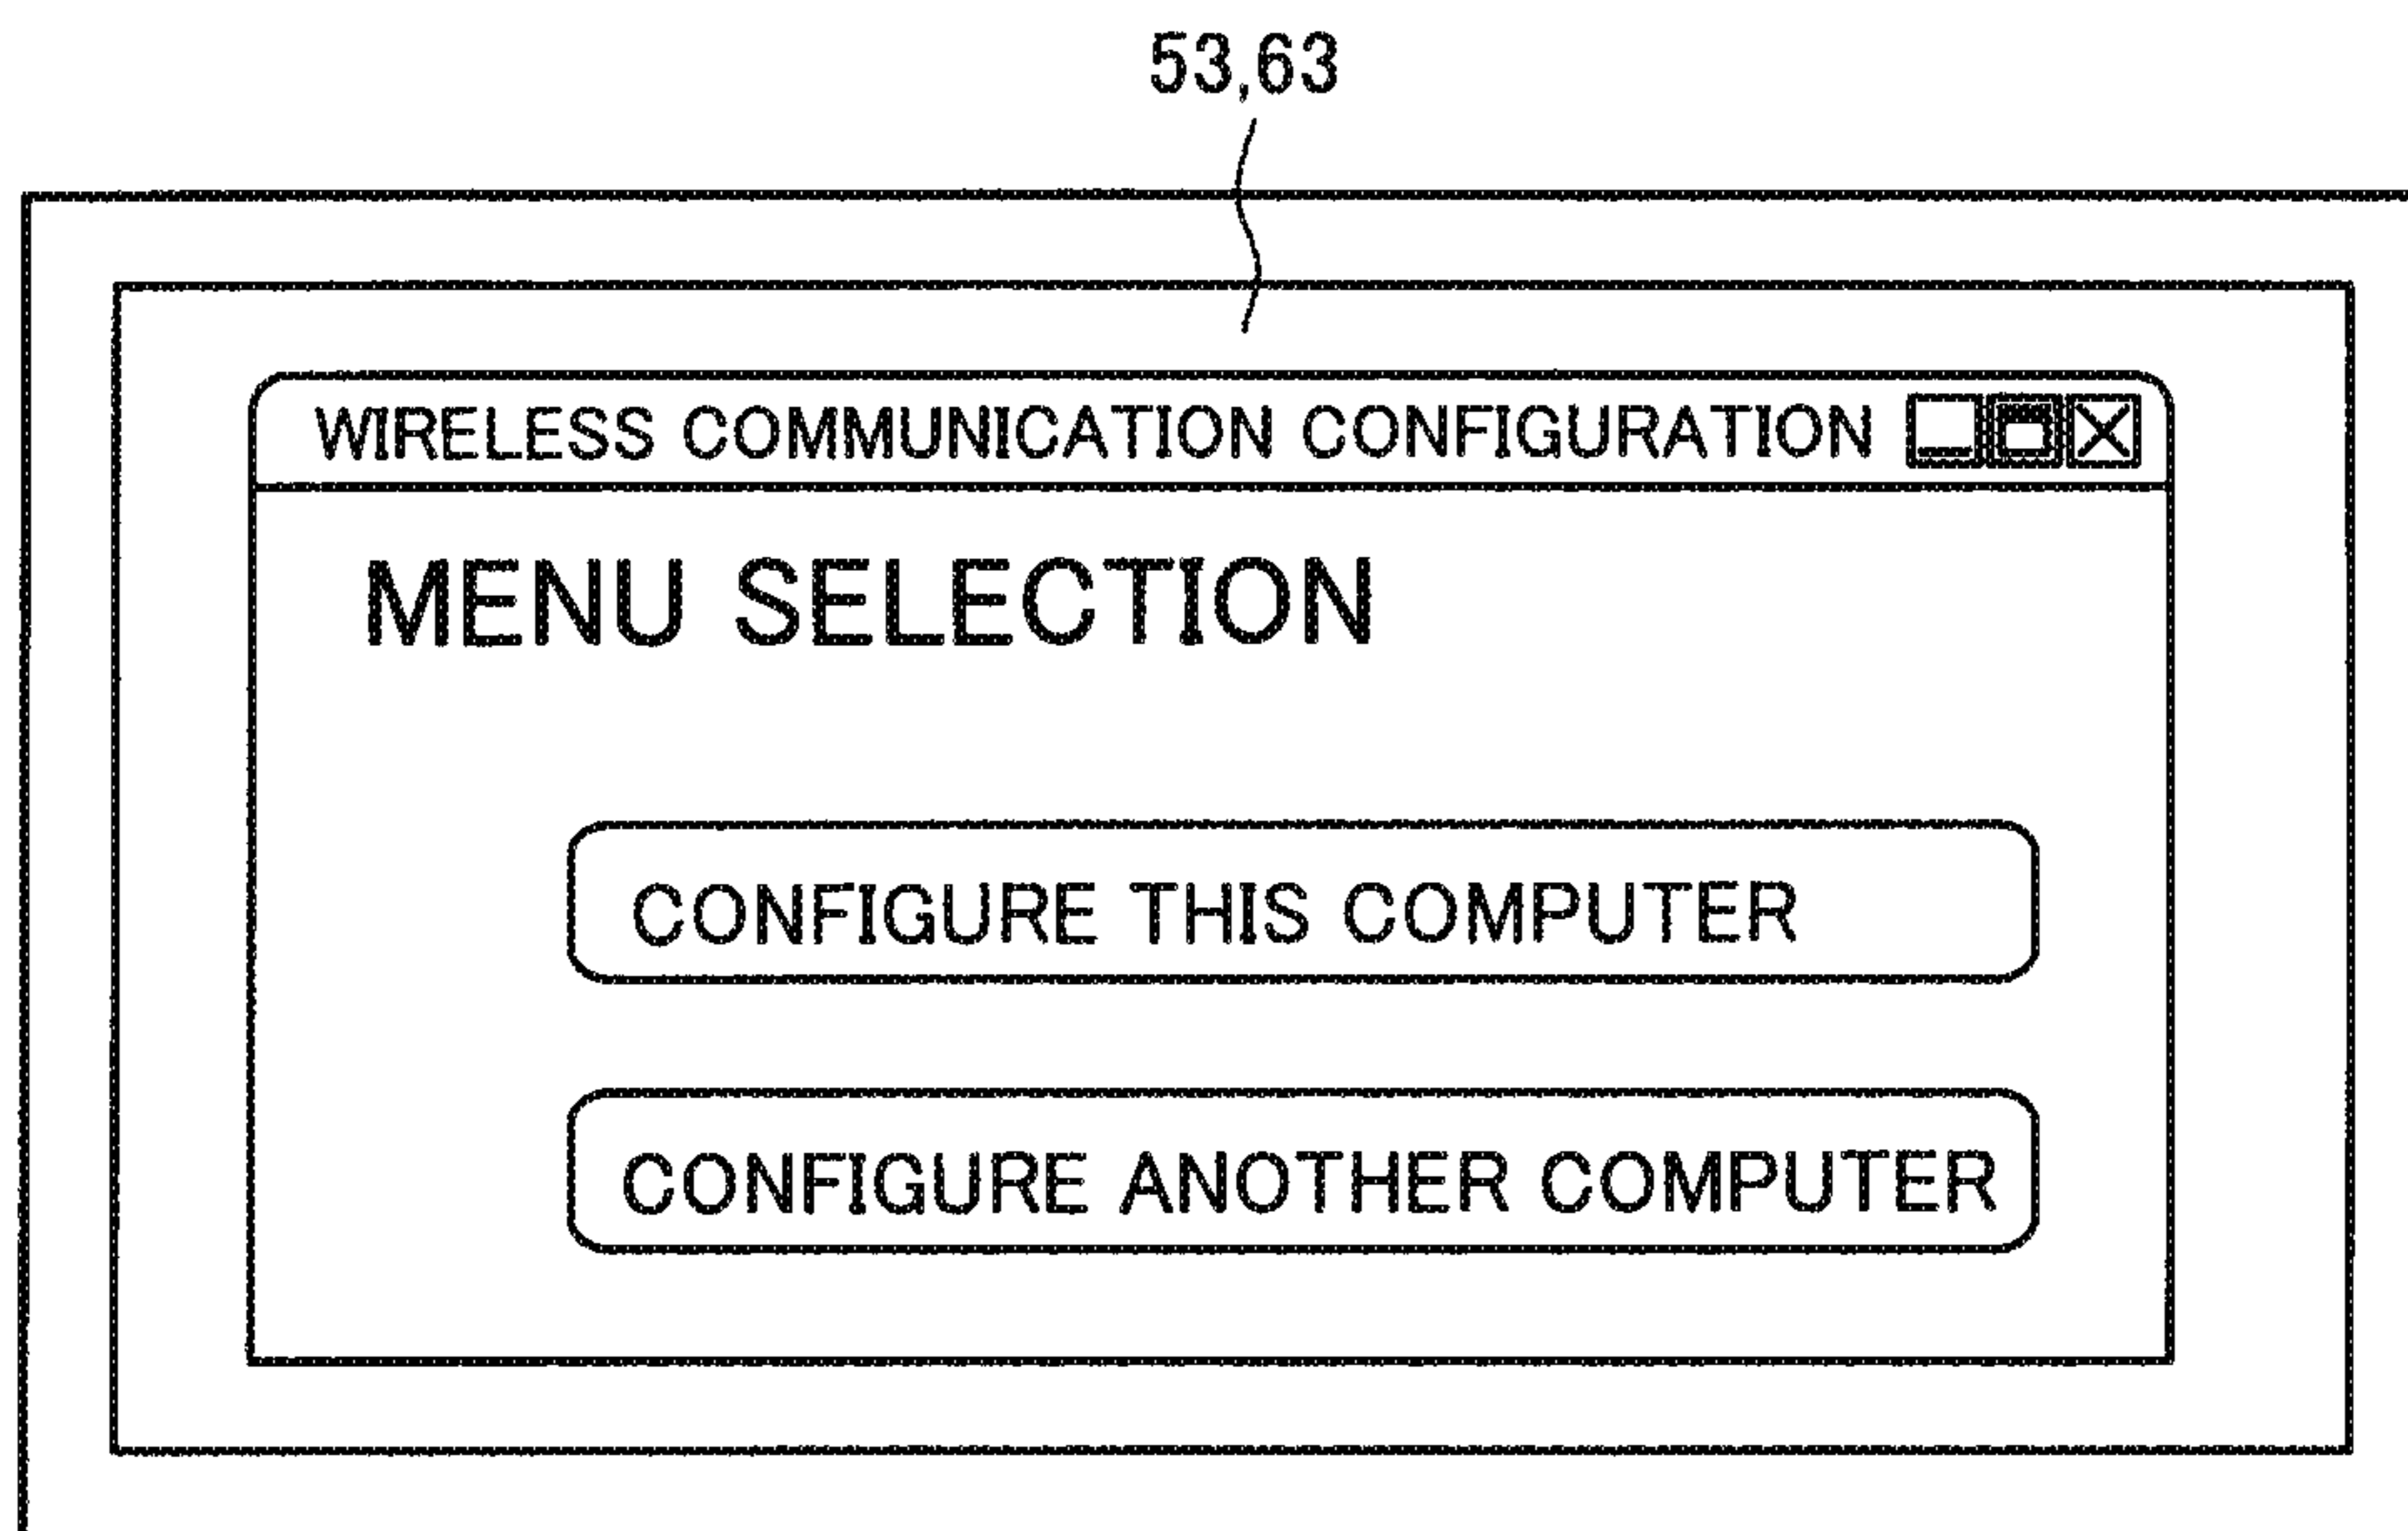 53,63
WIRELESS COMMUNICATION CONFIGURATION
MENU SELECTION
CONFIGURE THIS COMPUTER
CONFIGURE ANOTHER COMPUTER